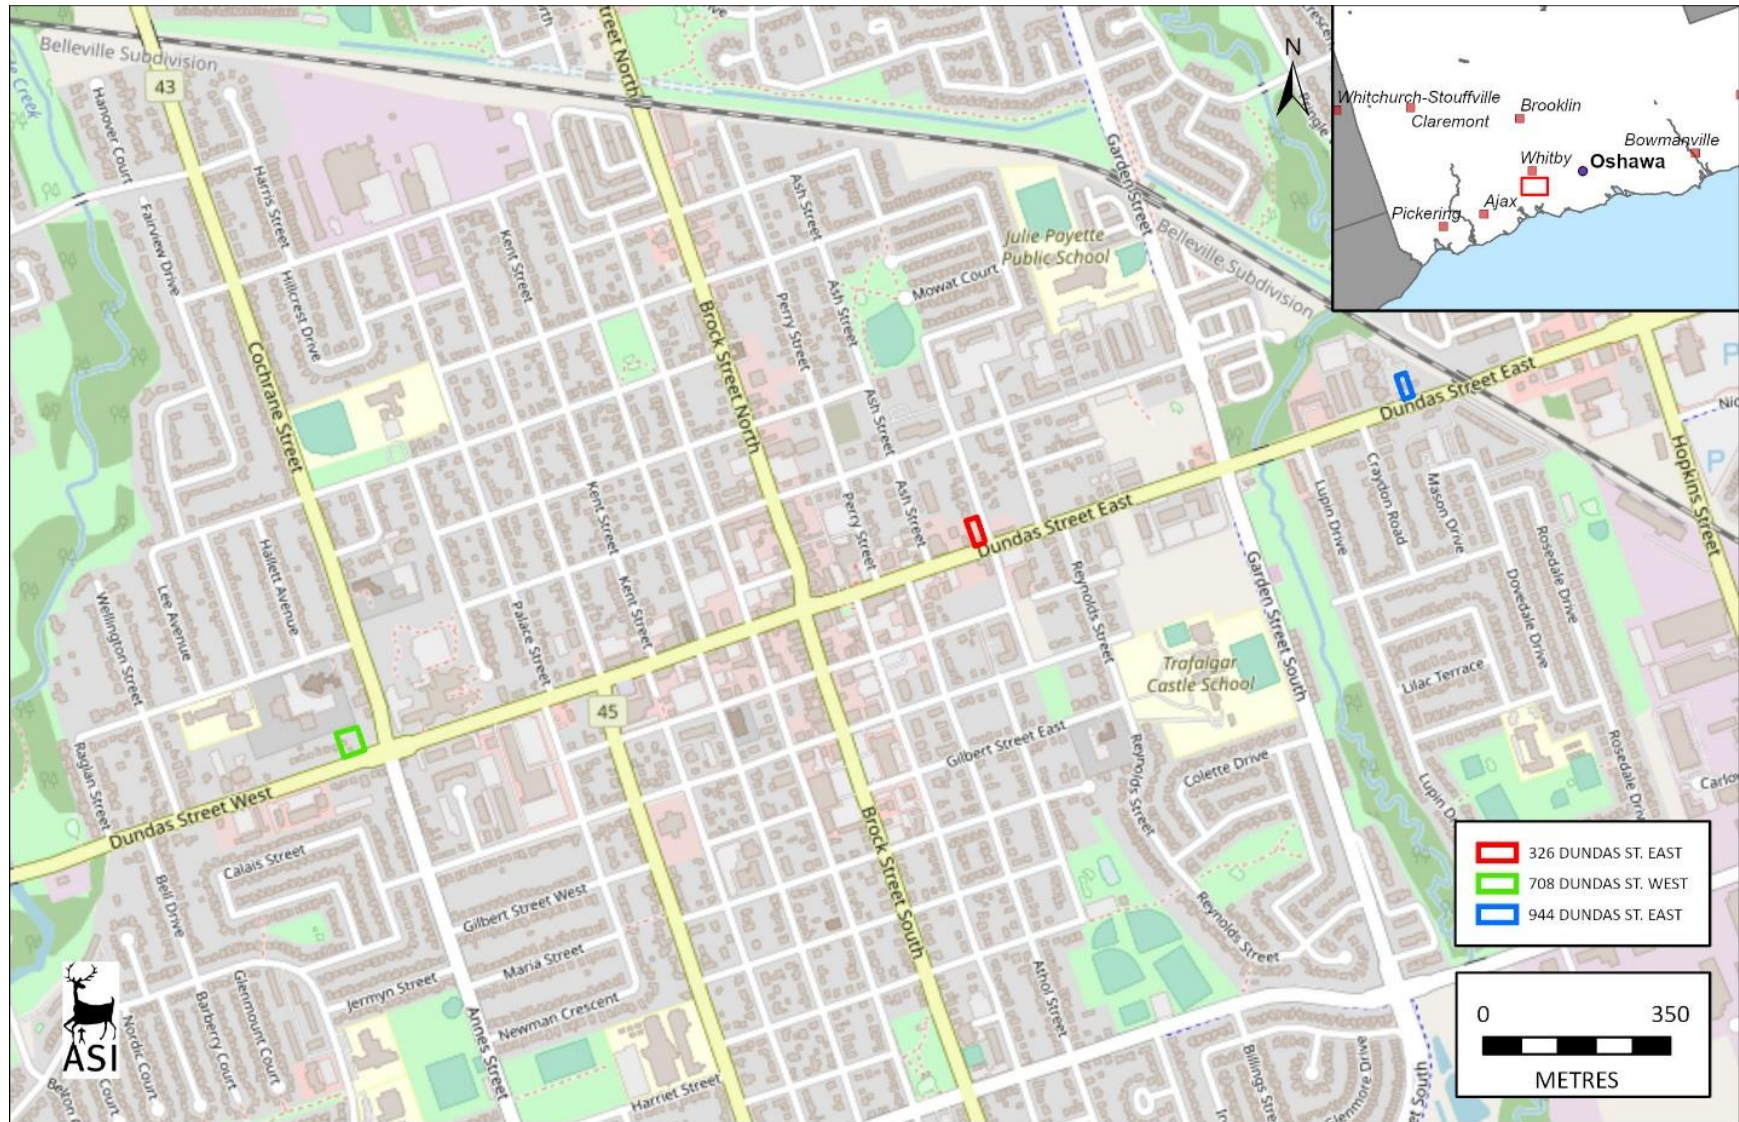 Belleville Subdivision
43
Street North
N
Whitchurch-Stouffville
Claremont
Brooklin
Bowmanville
Whitby
Oshawa
Ajax
Pickering
Hanover Court
Harris Street
Fairview Drive
Hillcrest Drive
Kent Street
Ash Street
Perry Street
Ash Street
Mowat Court
Julie Payette
Public School
Garden Street
Belleville Subdivision
Brock Street North
Cochrane Street
Ash Street
Dundas Street East
Hopkins Street
P
P
Kent Street
Perry Street
Ash Street
Dundas Street East
Lupin Drive
Craydon Road
Mason Drive
Rosedale Drive
Dovedale Drive
Wellington Street
Lee Avenue
Hallett Avenue
Palace Street
Kent Street
Reynolds Street
Garden Street South
Trafalgar
Castle School
Lilac Terrace
45
Raglan Street
Dundas Street West
Gilbert Street East
Reynolds Street
Colette Drive
Rosedale Drive
Calais Street
Bell Drive
Brock Street South
Gilbert Street West
Maria Street
Reynolds Street
Jermyn Street
Newman Crescent
Annes Street
Athol Street
Glenmount Court
Barberry Court
Nordic Court
Harriet Street
Glenmore Drive
326 DUNDAS ST. EAST
708 DUNDAS ST. WEST
944 DUNDAS ST. EAST
0 350
METRES
ASI